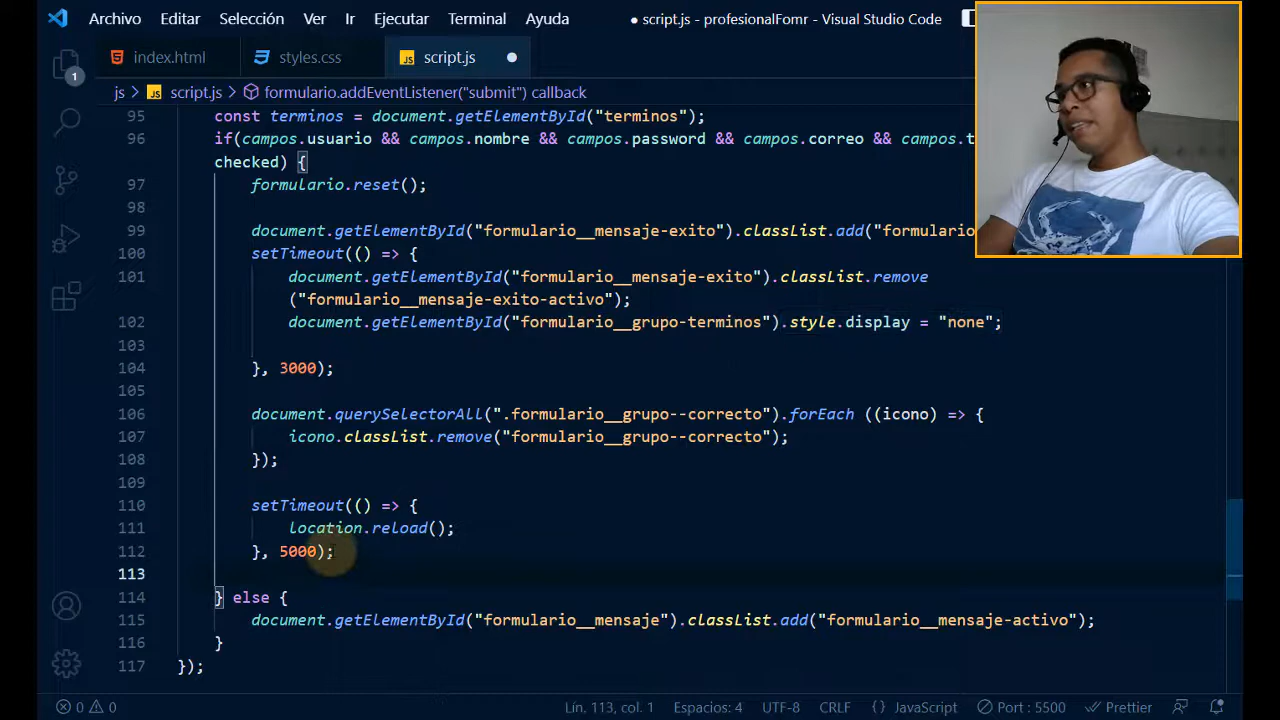 Archivo Editar Selección Ver Ir Ejecutar Terminal Ayuda ● script.js - profesionalFomr - Visual Studio Code
index.html styles.css JS script.js
js > JS script.js > formulario.addEventListener("submit") callback
1
95 const terminos = document.getElementById("terminos");
96 if(campos.usuario && campos.nombre && campos.password && campos.correo && campos.t
checked) {
97 formulario.reset();
98
99 document.getElementById("formulario__mensaje-exito").classList.add("formulario
100 setTimeout(() => {
101 document.getElementById("formulario__mensaje-exito").classList.remove
("formulario__mensaje-exito-activo");
102 document.getElementById("formulario__grupo-terminos").style.display = "none";
103
104 }, 3000);
105
106 document.querySelectorAll(".formulario__grupo--correcto").forEach ((icono) => {
107 icono.classList.remove("formulario__grupo--correcto");
108 });
109
110 setTimeout(() => {
111 location.reload();
112 }, 5000);
113
114 } else {
115 document.getElementById("formulario__mensaje").classList.add("formulario__mensaje-activo");
116 }
117 });
0 0 Lín. 113, col. 1 Espacios: 4 UTF-8 CRLF {} JavaScript Port : 5500 Prettier